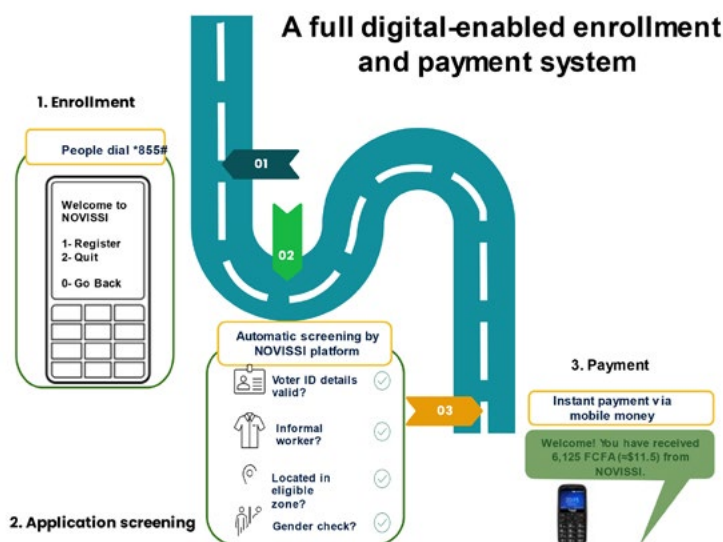 A full digital-enabled enrollment
and payment system
1. Enrollment
People dial *855#
Welcome to
NOVISSI
1- Register
2- Quit
0- Go Back
01
02
Automatic screening by
NOVISSI platform
Voter ID details
valid?
Informal
worker?
Located in
eligible
zone?
Gender check?
2. Application screening
03
3. Payment
Instant payment via
mobile money
Welcome! You have received
6,125 FCFA (≈$11.5) from
NOVISSI.